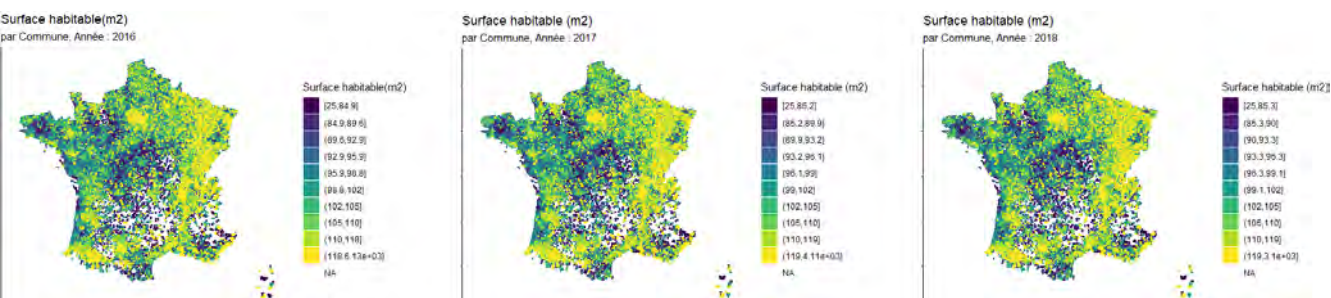 Surface habitable(m2)
par Commune, Année : 2016
Surface habitable(m2)
[25,84.9]
(84.9,89.6]
(89.6,92.9]
(92.9,95.9]
(95.9,98.8]
(98.8,102]
(102,105]
(105,110]
(110,118]
(118,6.13e+03]
NA
Surface habitable (m2)
par Commune, Année : 2017
Surface habitable (m2)
[25,86.2]
(86.2,89.9]
(89.9,93.2]
(93.2,96.1]
(96.1,99]
(99,102]
(102,105]
(105,110]
(110,119]
(119,4.11e+03]
NA
Surface habitable (m2)
par Commune, Année : 2018
Surface habitable (m2)
[25,85.3]
(85.3,90]
(90,93.3]
(93.3,96.3]
(96.3,99.1]
(99.1,102]
(102,105]
(105,110]
(110,119]
(119,3.1e+03]
NA